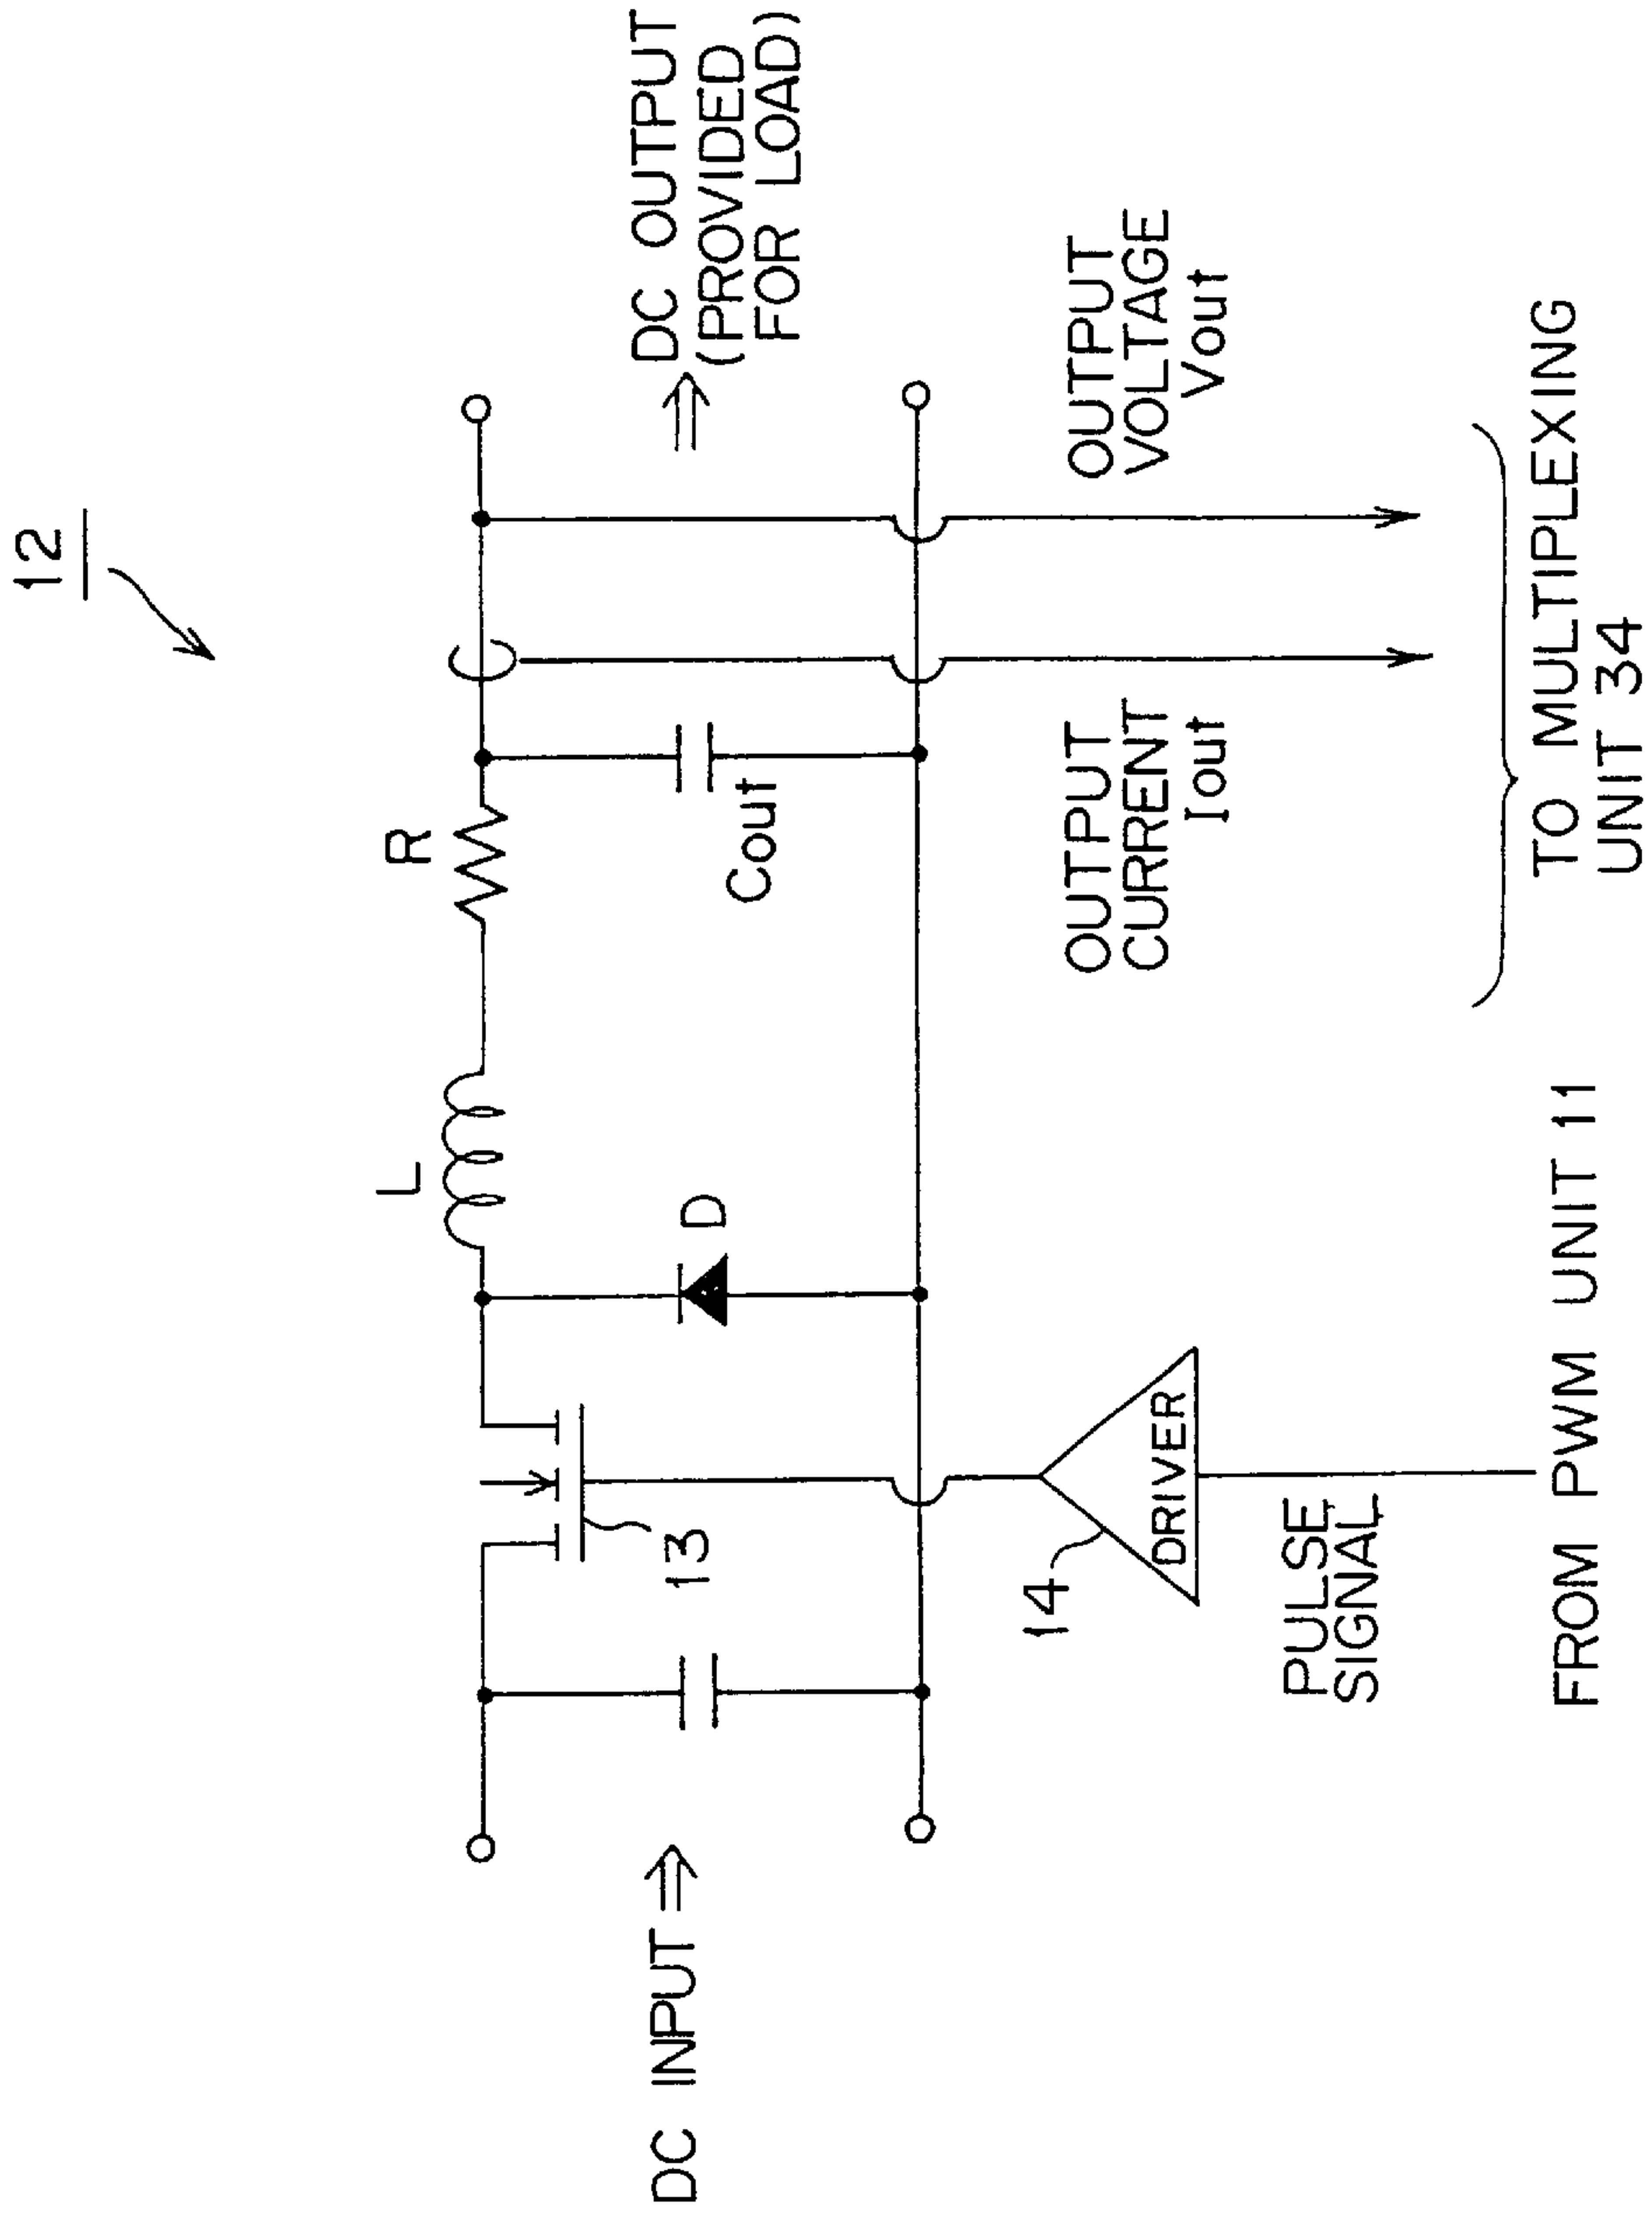 12
DC INPUT
13
D
L
R
Cout
DC OUTPUT
(PROVIDED
FOR LOAD)
14
DRIVER
PULSE
SIGNAL
FROM PWM UNIT 11
OUTPUT
CURRENT
Iout
OUTPUT
VOLTAGE
Vout
TO MULTIPLEXING
UNIT 34